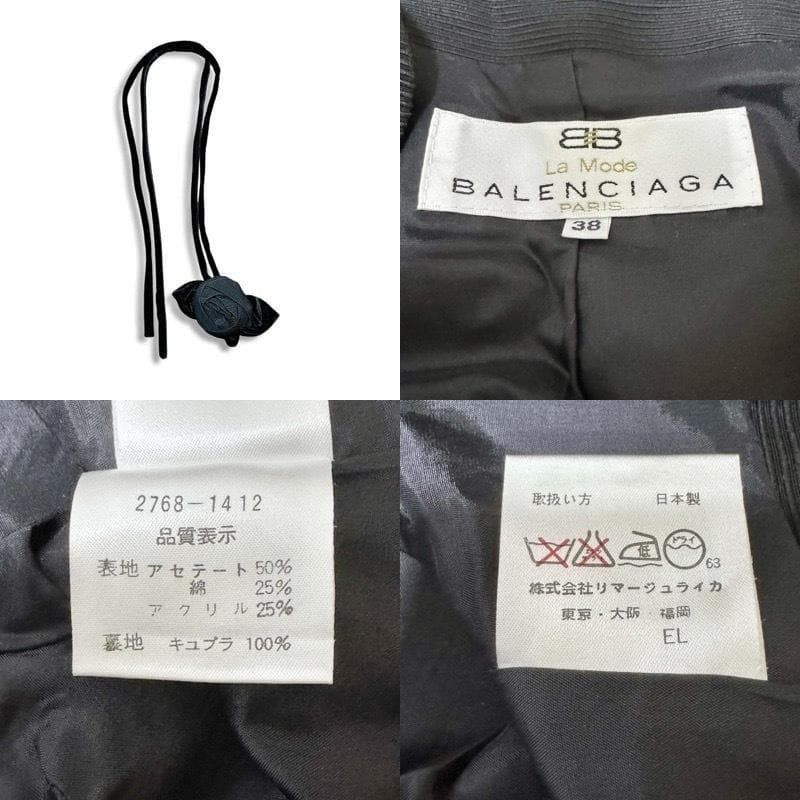 BB
La Mode
BALENCIAGA
PARIS
38
2768-1412
品質表示
表地 アセテート 50%
綿 25%
アクリル 25%
裏地 キュプラ 100%
取扱い方 日本製
低 ドライ
63
株式会社リマージュライカ
東京・大阪・福岡
EL